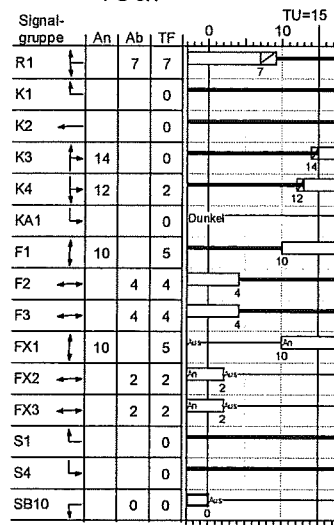 TU=15
Signal-
gruppe An Ab TF 0 10
R1 7 7 7
K1 0
K2 0
K3 14 0 14
K4 12 2 12
KA1 0 Dunkel
F1 10 5 10
F2 4 4 4
F3 4 4 4
FX1 10 5 Aus An 10
FX2 2 2 An Aus 2
FX3 2 2 An Aus 2
S1 0
S4 0
SB10 0 0 Aus 0